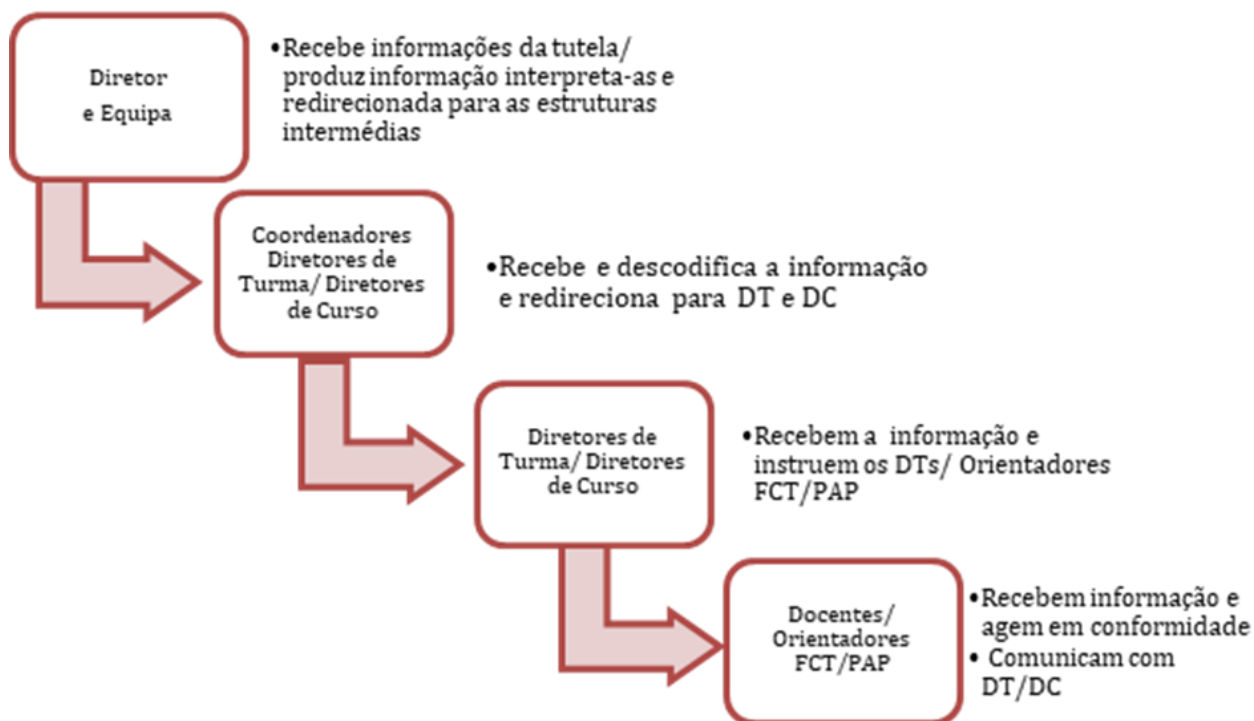 Diretor
e Equipa
•Recebe informações da tutela/
produz informação interpreta-as e
redirecionada para as estruturas
intermédias
Coordenadores
Diretores de
Turma/ Diretores
de Curso
•Recebe e descodifica a informação
e redireciona para DT e DC
Diretores de
Turma/ Diretores
de Curso
•Recebem a informação e
instruem os DTs/ Orientadores
FCT/PAP
Docentes/
Orientadores
FCT/PAP
•Recebem informação e
agem em conformidade
• Comunicam com
DT/DC